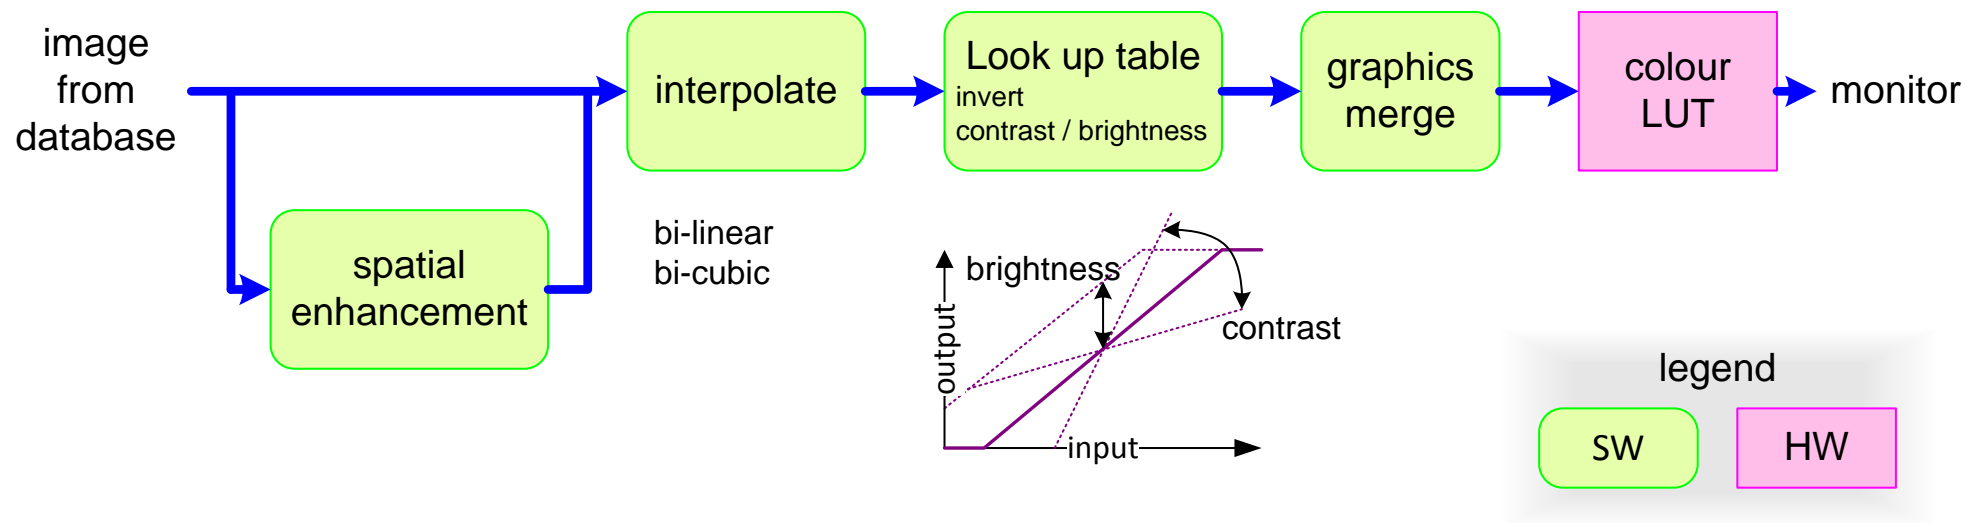 image
from
database
spatial
enhancement
interpolate
bi-linear
bi-cubic
Look up table
invert
contrast / brightness
graphics
merge
colour
LUT
monitor
brightness
contrast
output
input
legend
SW
HW